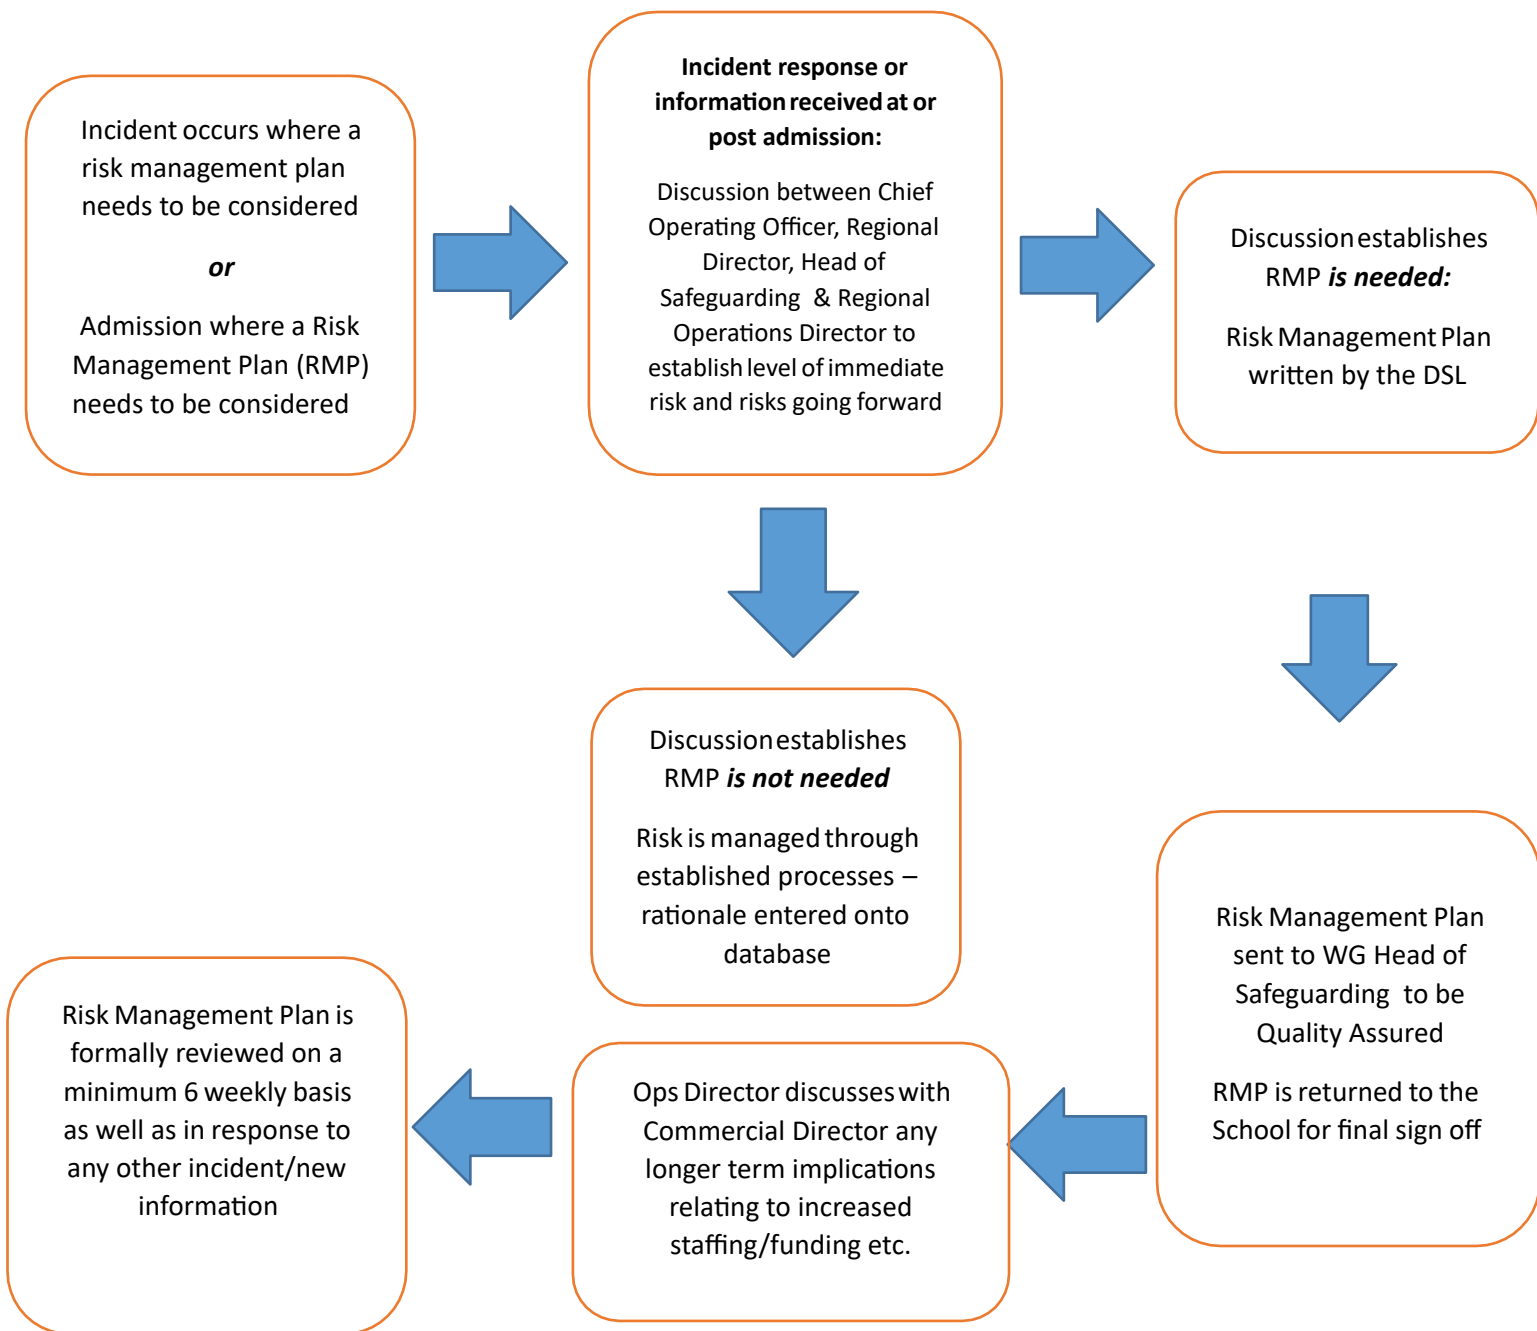 Incident occurs where a
risk management plan
needs to be considered
or
Admission where a Risk
Management Plan (RMP)
needs to be considered
Incident response or
information received at or
post admission:
Discussion between Chief
Operating Officer, Regional
Director, Head of
Safeguarding & Regional
Operations Director to
establish level of immediate
risk and risks going forward
Discussion establishes
RMP is needed:
Risk Management Plan
written by the DSL
Discussion establishes
RMP is not needed
Risk is managed through
established processes –
rationale entered onto
database
Risk Management Plan
sent to WG Head of
Safeguarding to be
Quality Assured
RMP is returned to the
School for final sign off
Ops Director discusses with
Commercial Director any
longer term implications
relating to increased
staffing/funding etc.
Risk Management Plan is
formally reviewed on a
minimum 6 weekly basis
as well as in response to
any other incident/new
information